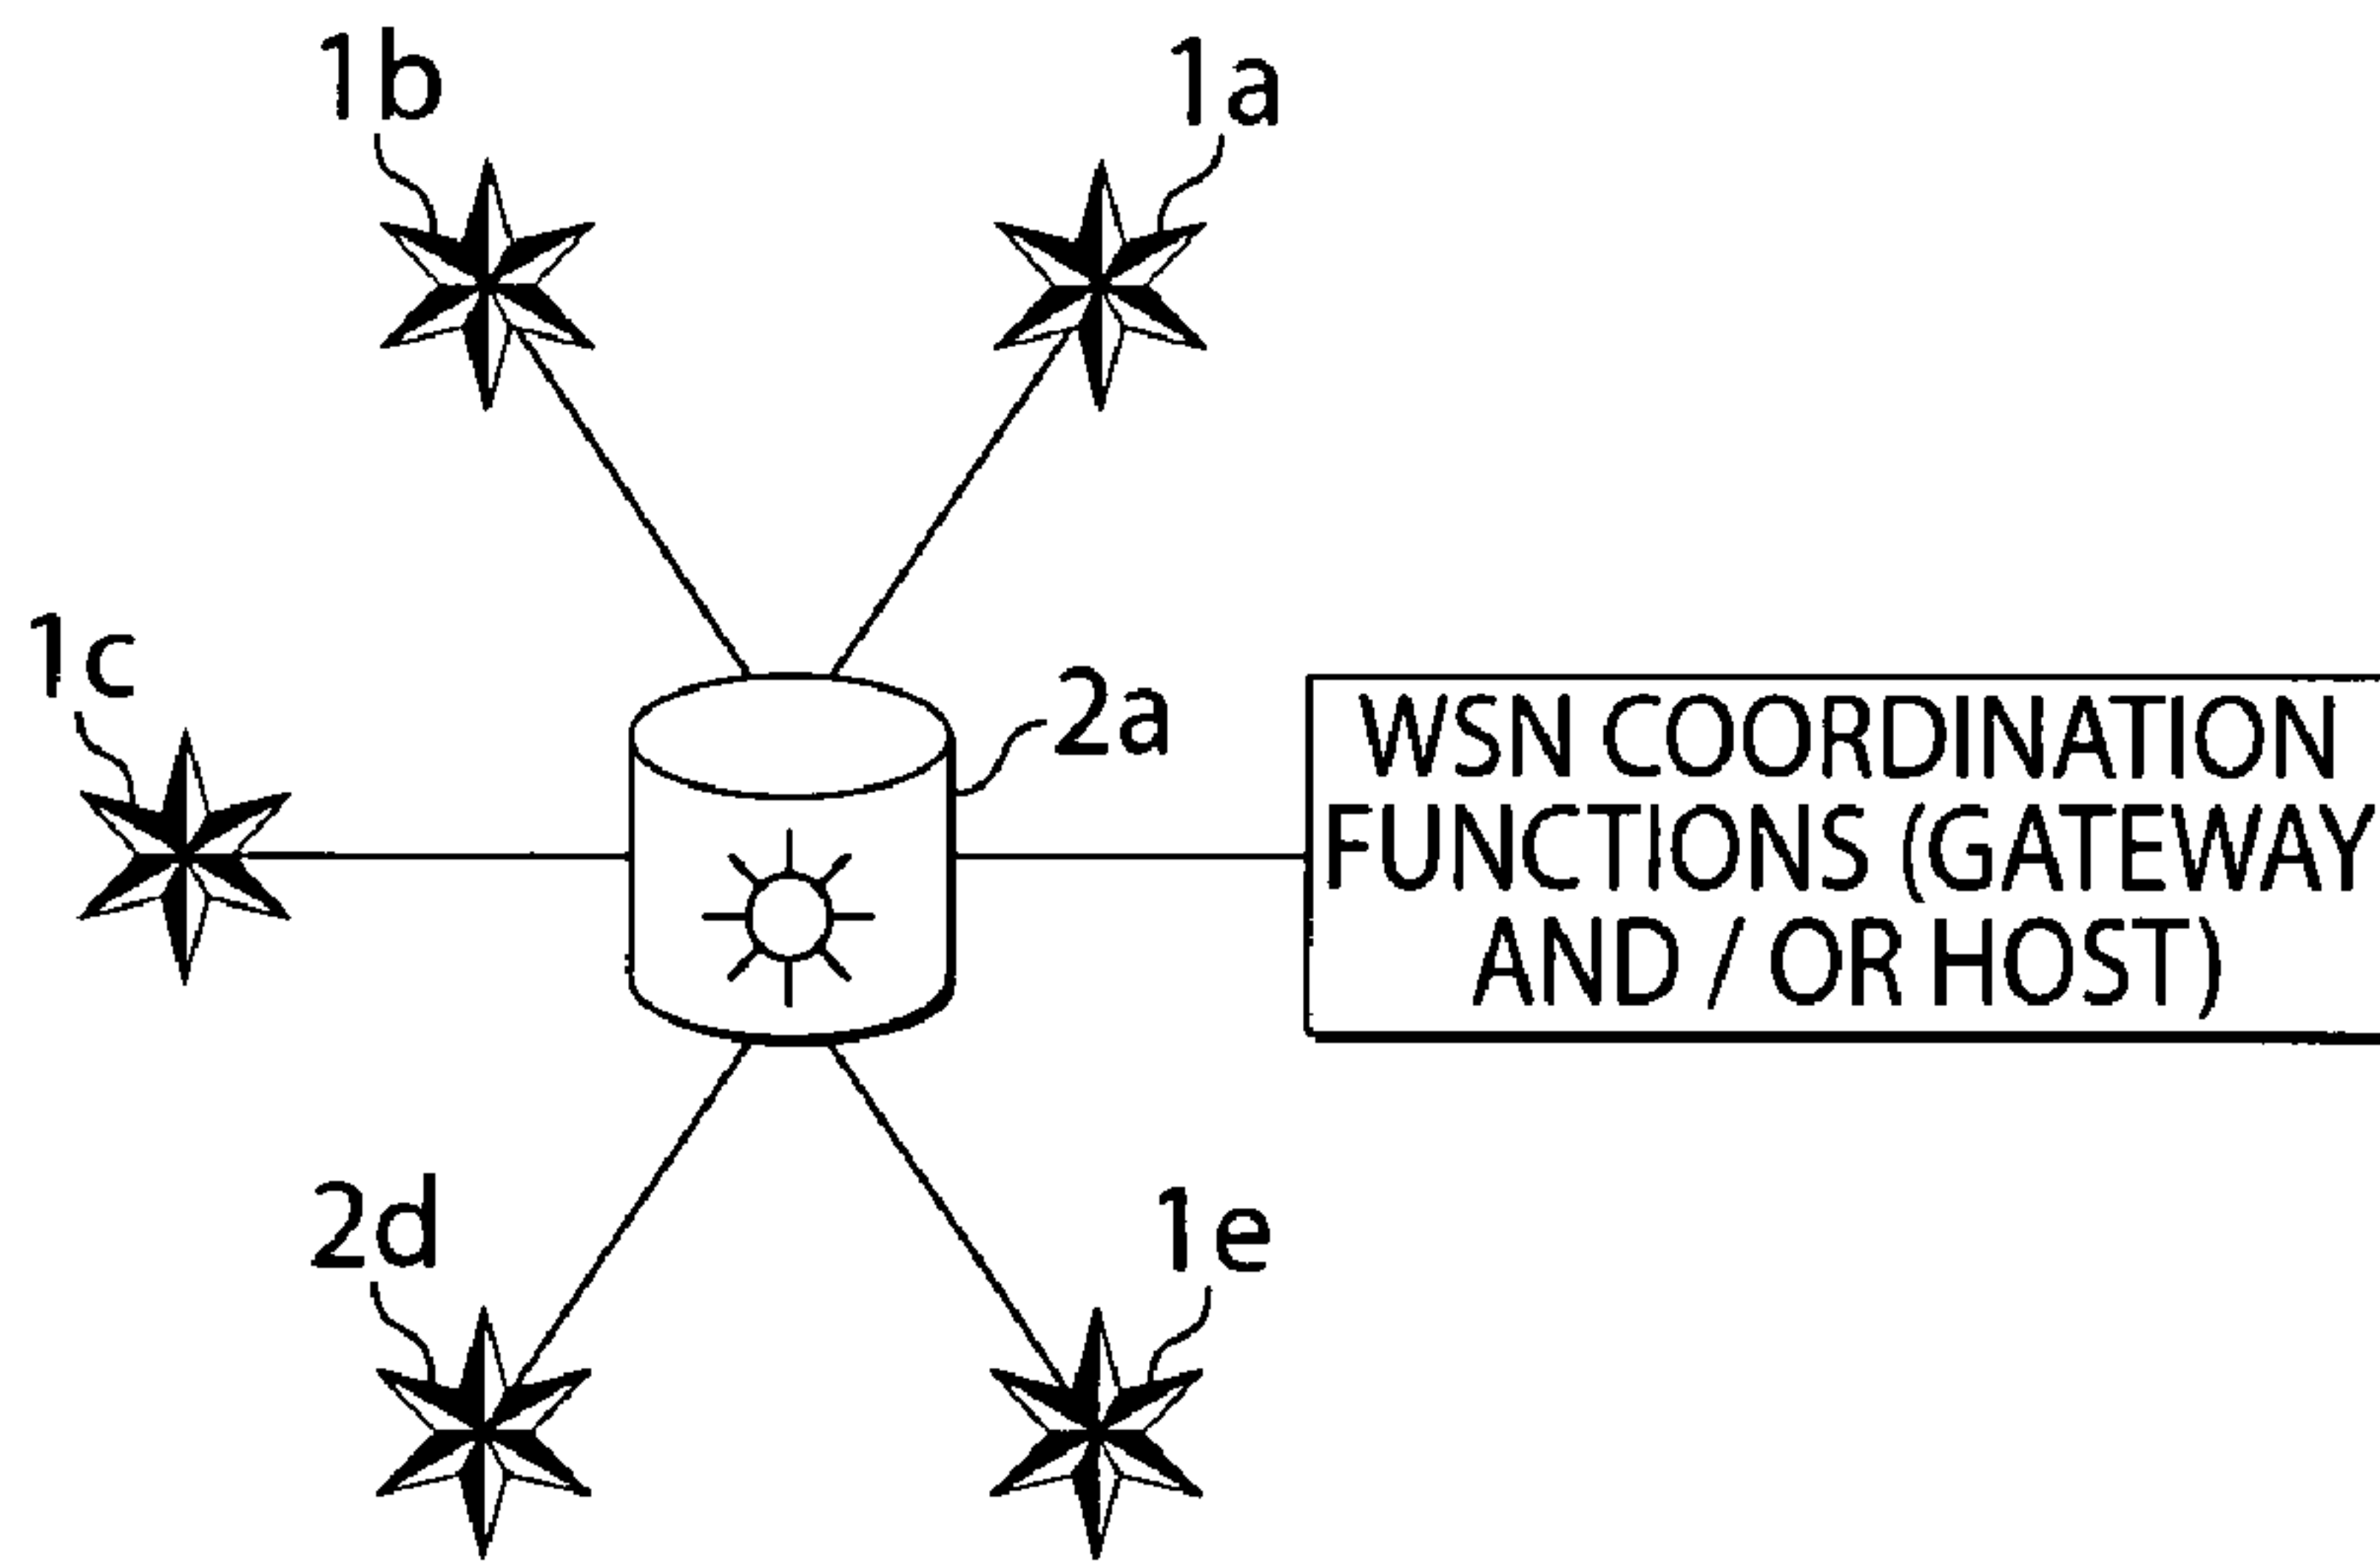 1b
1a
1c
2a
WSN COORDINATION
FUNCTIONS (GATEWAY
AND / OR HOST)
2d
1e